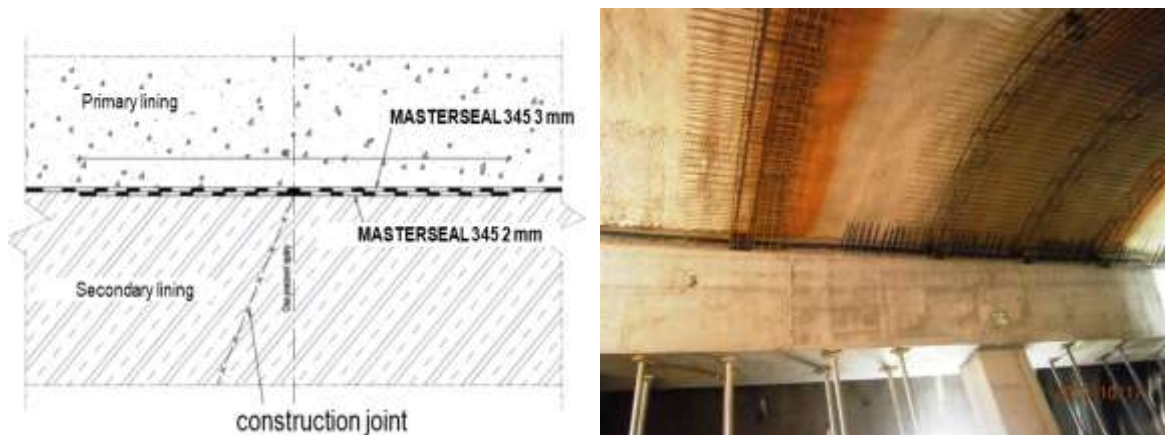 Primary lining
MASTERSEAL 345 3 mm
MASTERSEAL 345 2 mm
Secondary lining
construction joint